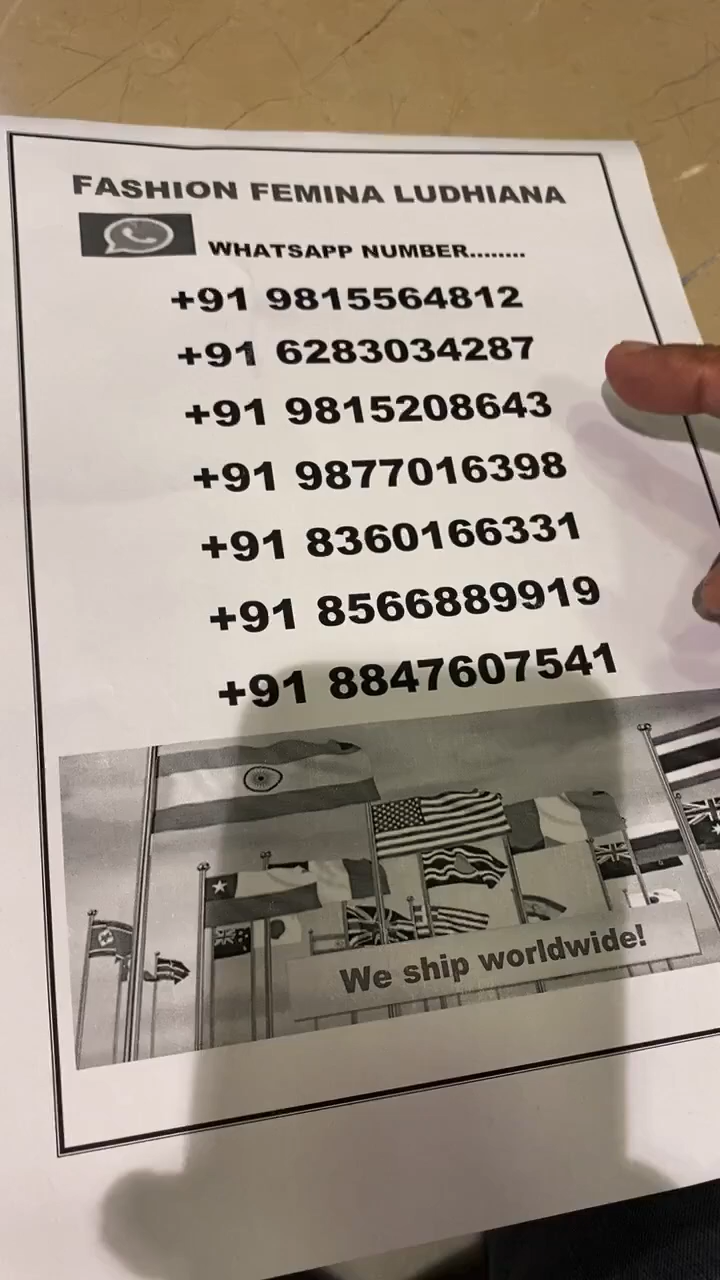 FASHION FEMINA LUDHIANA
WHATSAPP NUMBER........
+91 9815564812
+91 6283034287
+91 9815208643
+91 9877016398
+91 8360166331
+91 8566889919
+91 8847607541
We ship worldwide!